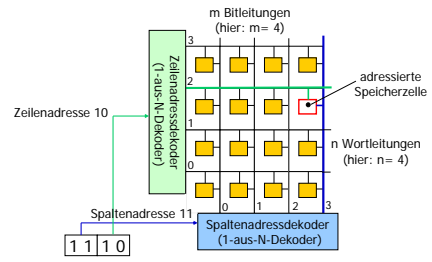 m Bitleitungen
(hier: m= 4)
Zeilenadressdekoder
(1-aus-N-Dekoder)
3
2
1
0
adressierte
Speicherzelle
Zeilenadresse 10
n Wortleitungen
(hier: n= 4)
0
1
2
3
Spaltenadresse 11
Spaltenadressdekoder
(1-aus-N-Dekoder)
1 1 1 0